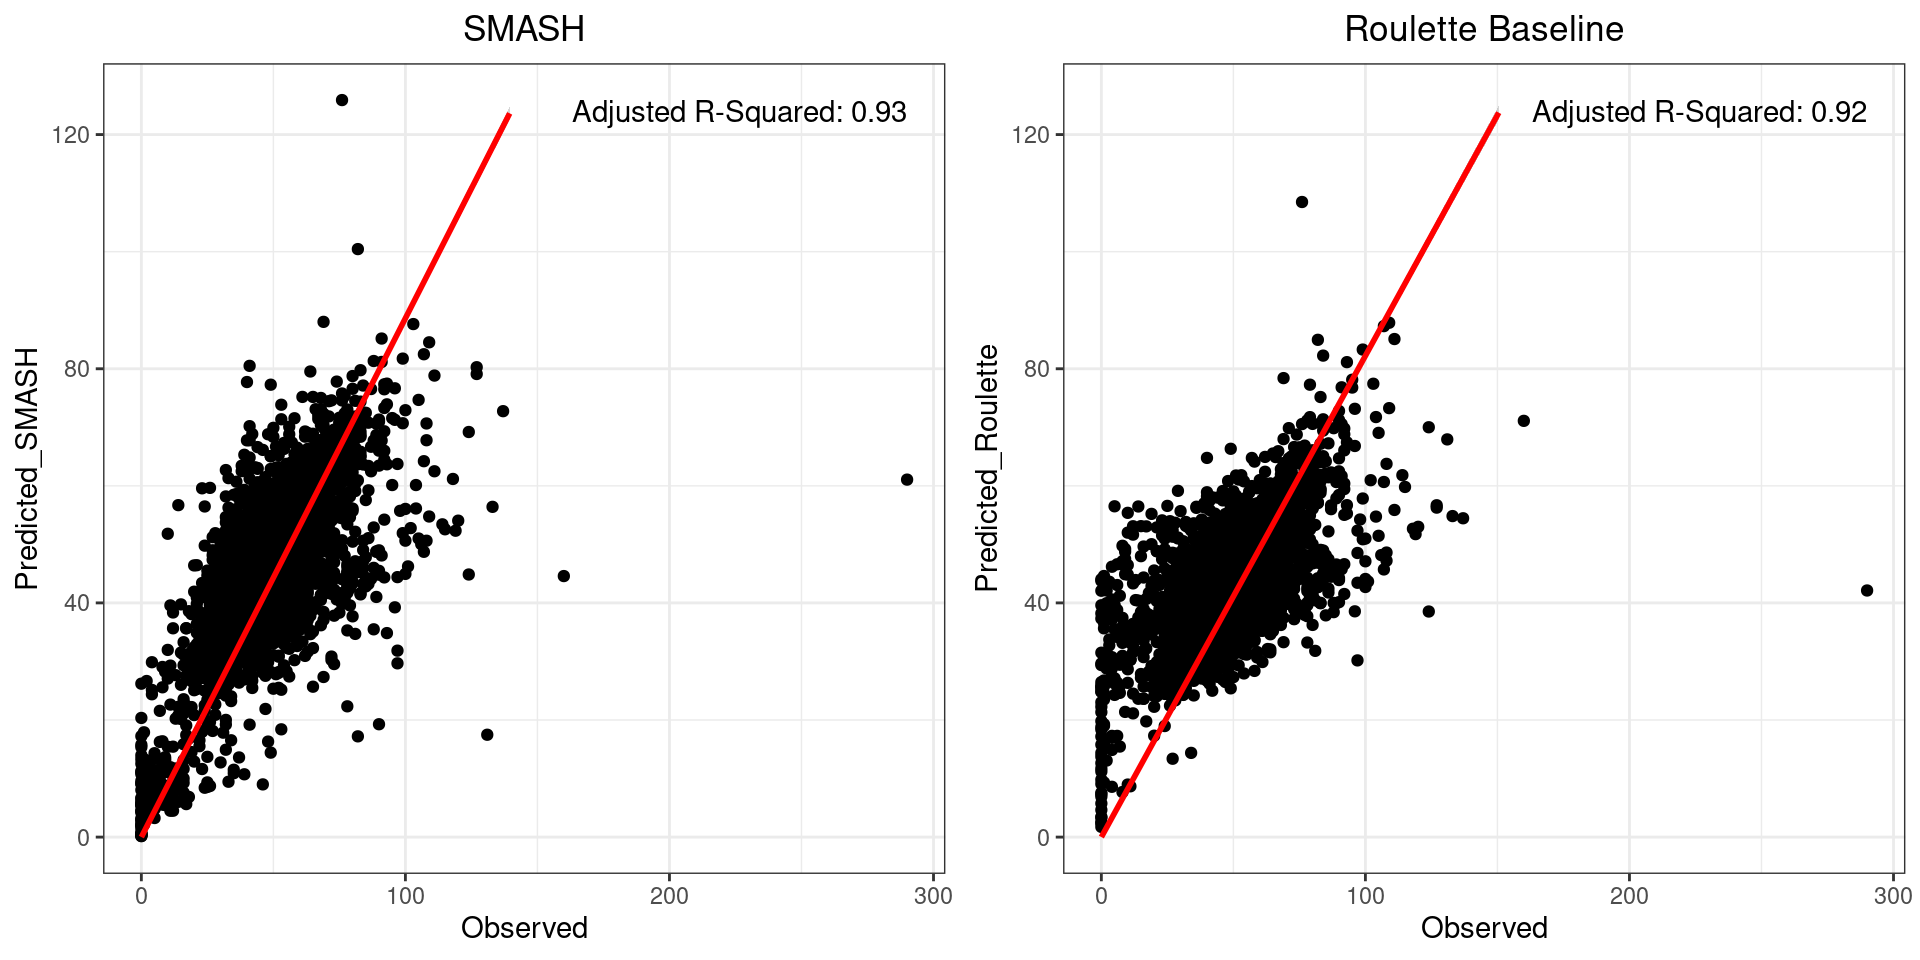 SMASH
Adjusted R-Squared: 0.93
Predicted_SMASH
120
80
40
0
0 100 200 300
Observed
Roulette Baseline
Adjusted R-Squared: 0.92
Predicted_Roulette
120
80
40
0
0 100 200 300
Observed